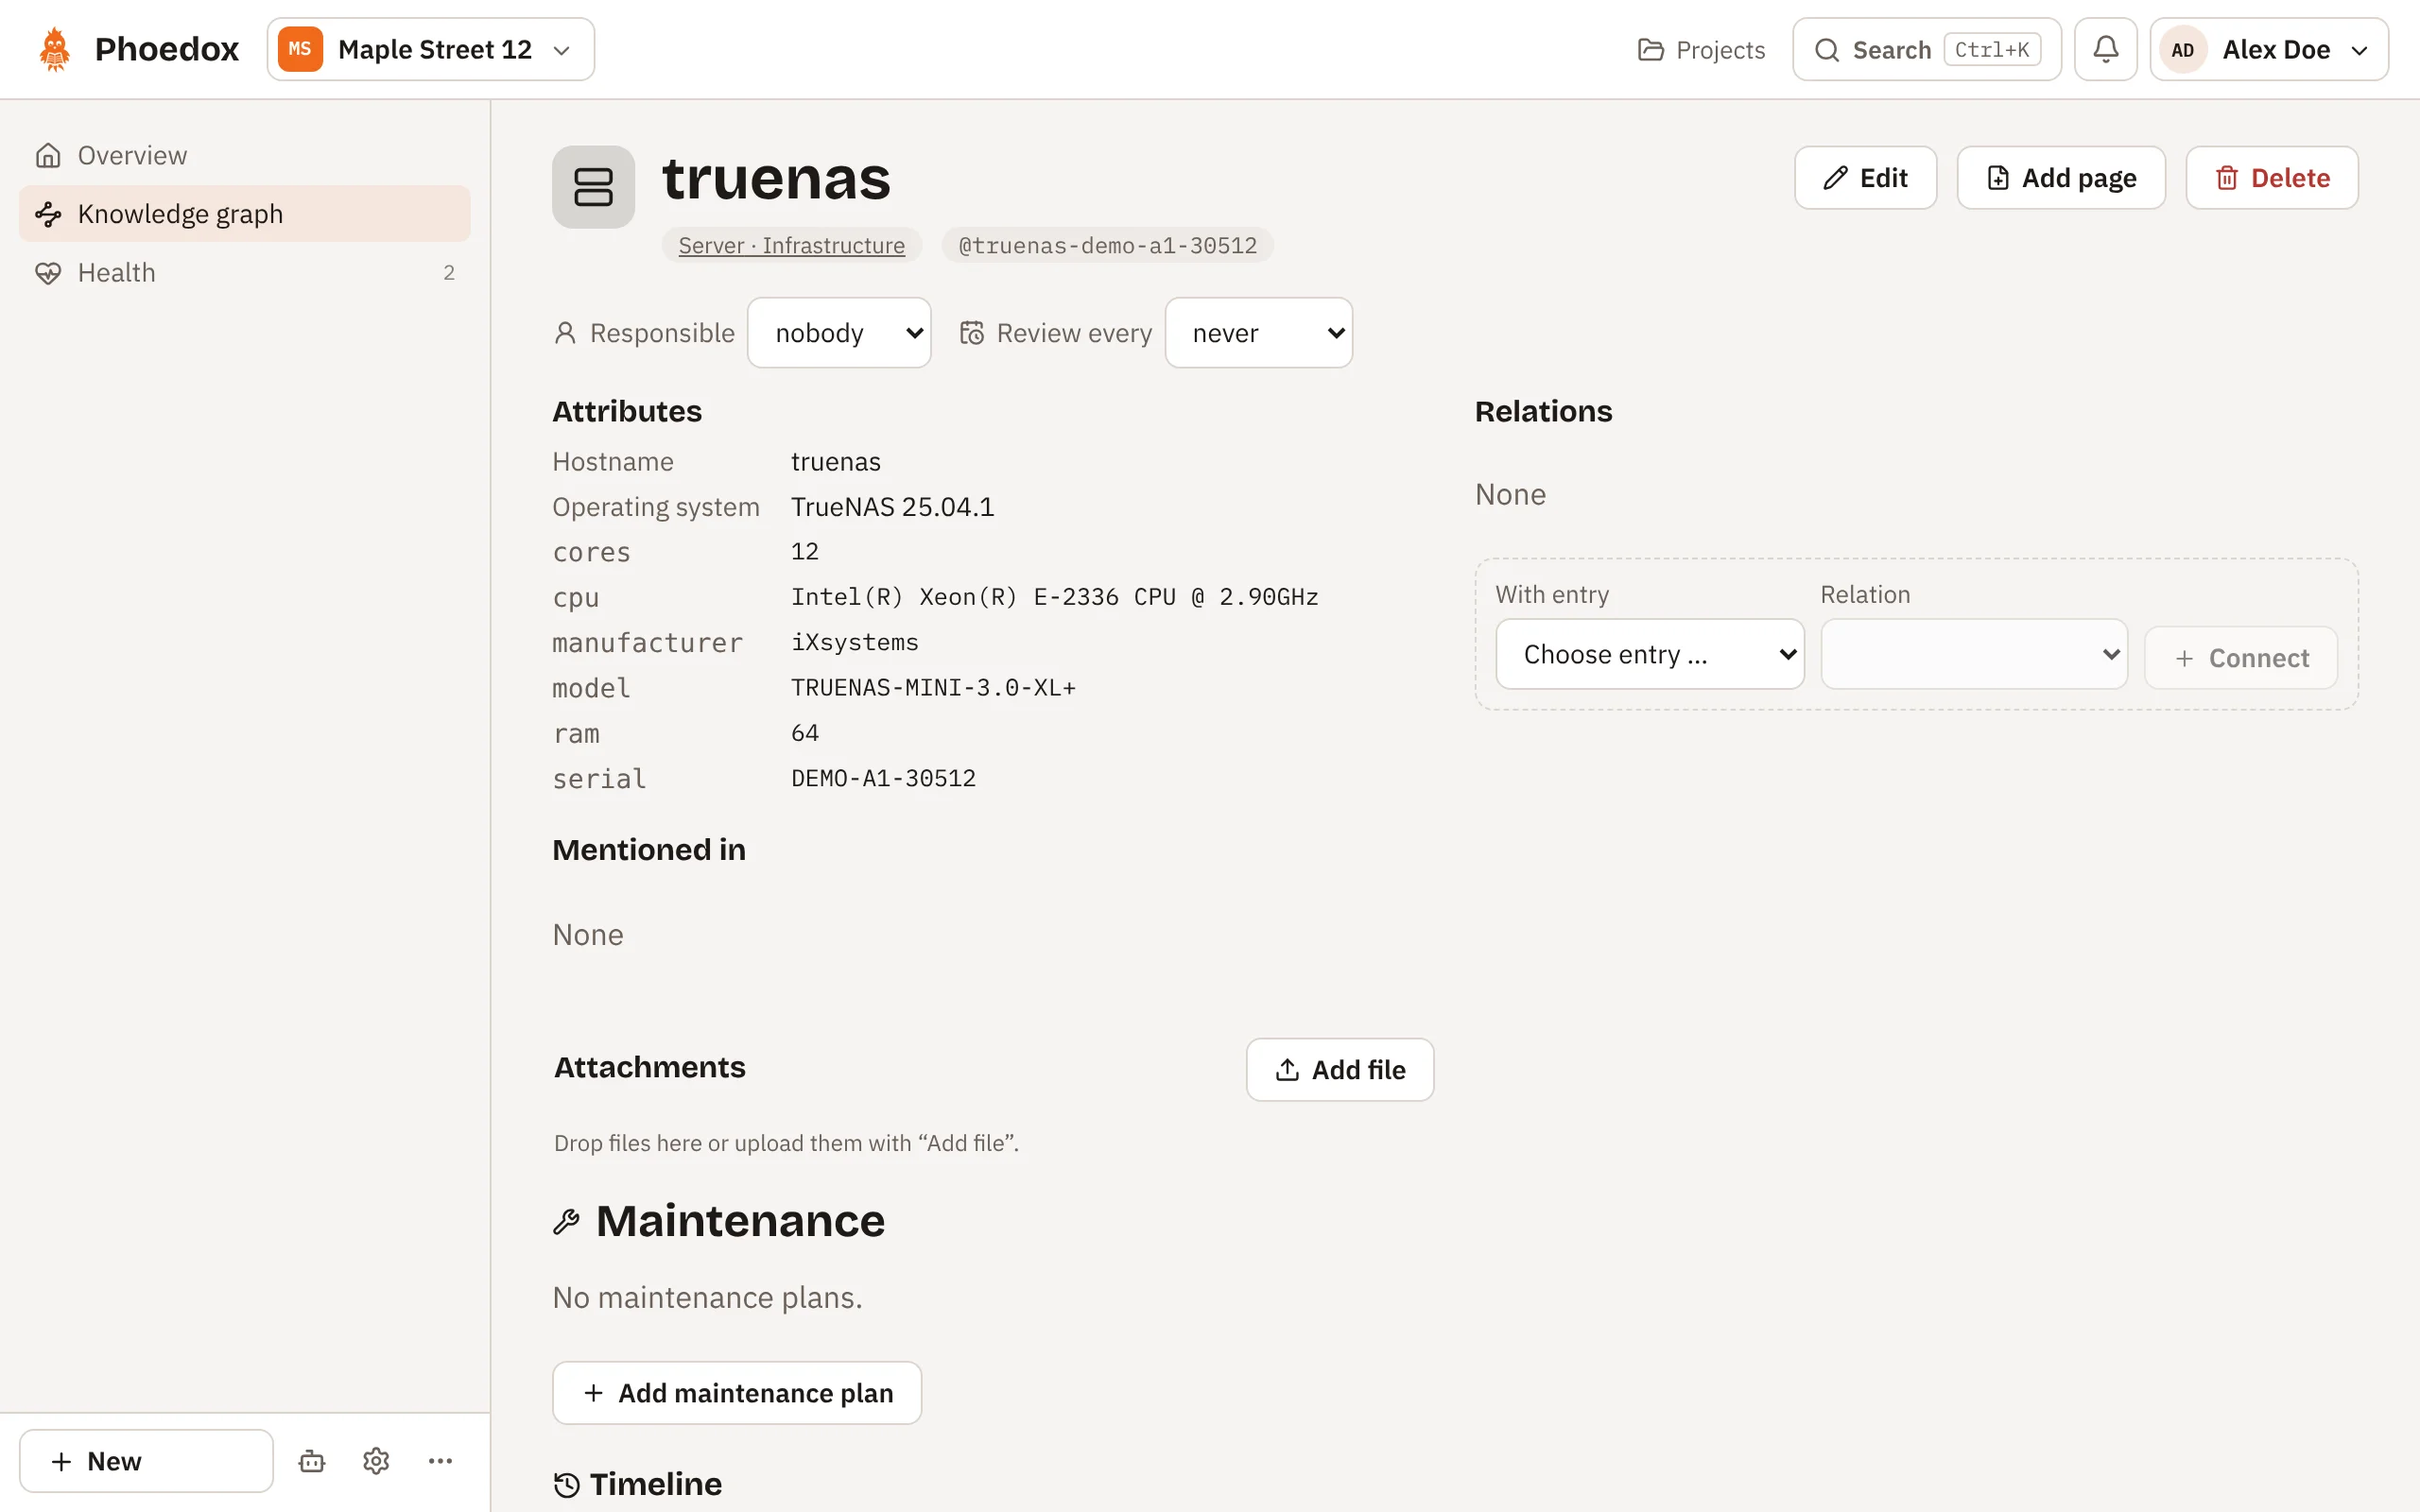 Phoedox
MS Maple Street 12
Projects
Search Ctrl+K
AD Alex Doe
Overview
Knowledge graph
Health 2
truenas
Edit
Add page
Delete
Server · Infrastructure @truenas-demo-a1-30512
Responsible nobody Review every never
Attributes
Hostname truenas
Operating system TrueNAS 25.04.1
cores 12
cpu Intel(R) Xeon(R) E-2336 CPU @ 2.90GHz
manufacturer iXsystems
model TRUENAS-MINI-3.0-XL+
ram 64
serial DEMO-A1-30512
Relations
None
With entry Relation
Choose entry ... + Connect
Mentioned in
None
Attachments Add file
Drop files here or upload them with “Add file”.
Maintenance
No maintenance plans.
+ Add maintenance plan
Timeline
+ New